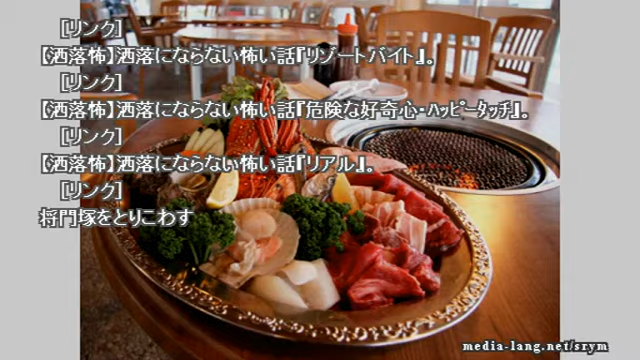 [リンク]
【洒落怖】洒落にならない怖い話『リゾートバイト』。
[リンク]
【洒落怖】洒落にならない怖い話『危険な好奇心・ハッピータッチ』。
[リンク]
【洒落怖】洒落にならない怖い話『リアル』。
[リンク]
将門塚をとりこわす
media-lang.net/srym